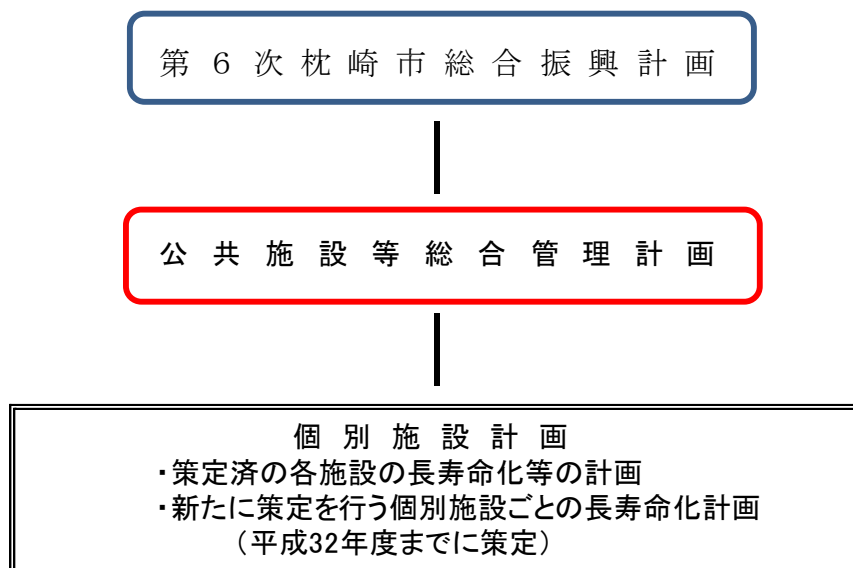 第６次枕崎市総合振興計画
公共施設等総合管理計画
個別施設計画
・策定済の各施設の長寿命化等の計画
・新たに策定を行う個別施設ごとの長寿命化計画
（平成32年度までに策定）